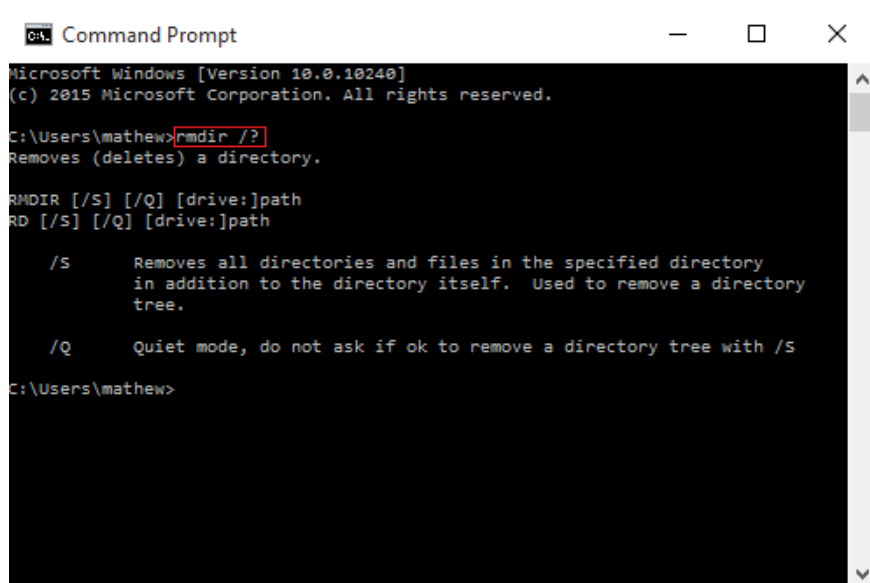 Command Prompt
Microsoft Windows [Version 10.0.10240]
(c) 2015 Microsoft Corporation. All rights reserved.
C:\Users\mathew>rmdir /?
Removes (deletes) a directory.
RMDIR [/S] [/Q] [drive:]path
RD [/S] [/Q] [drive:]path
/S      Removes all directories and files in the specified directory
in addition to the directory itself.  Used to remove a directory
tree.
/Q      Quiet mode, do not ask if ok to remove a directory tree with /S
C:\Users\mathew>